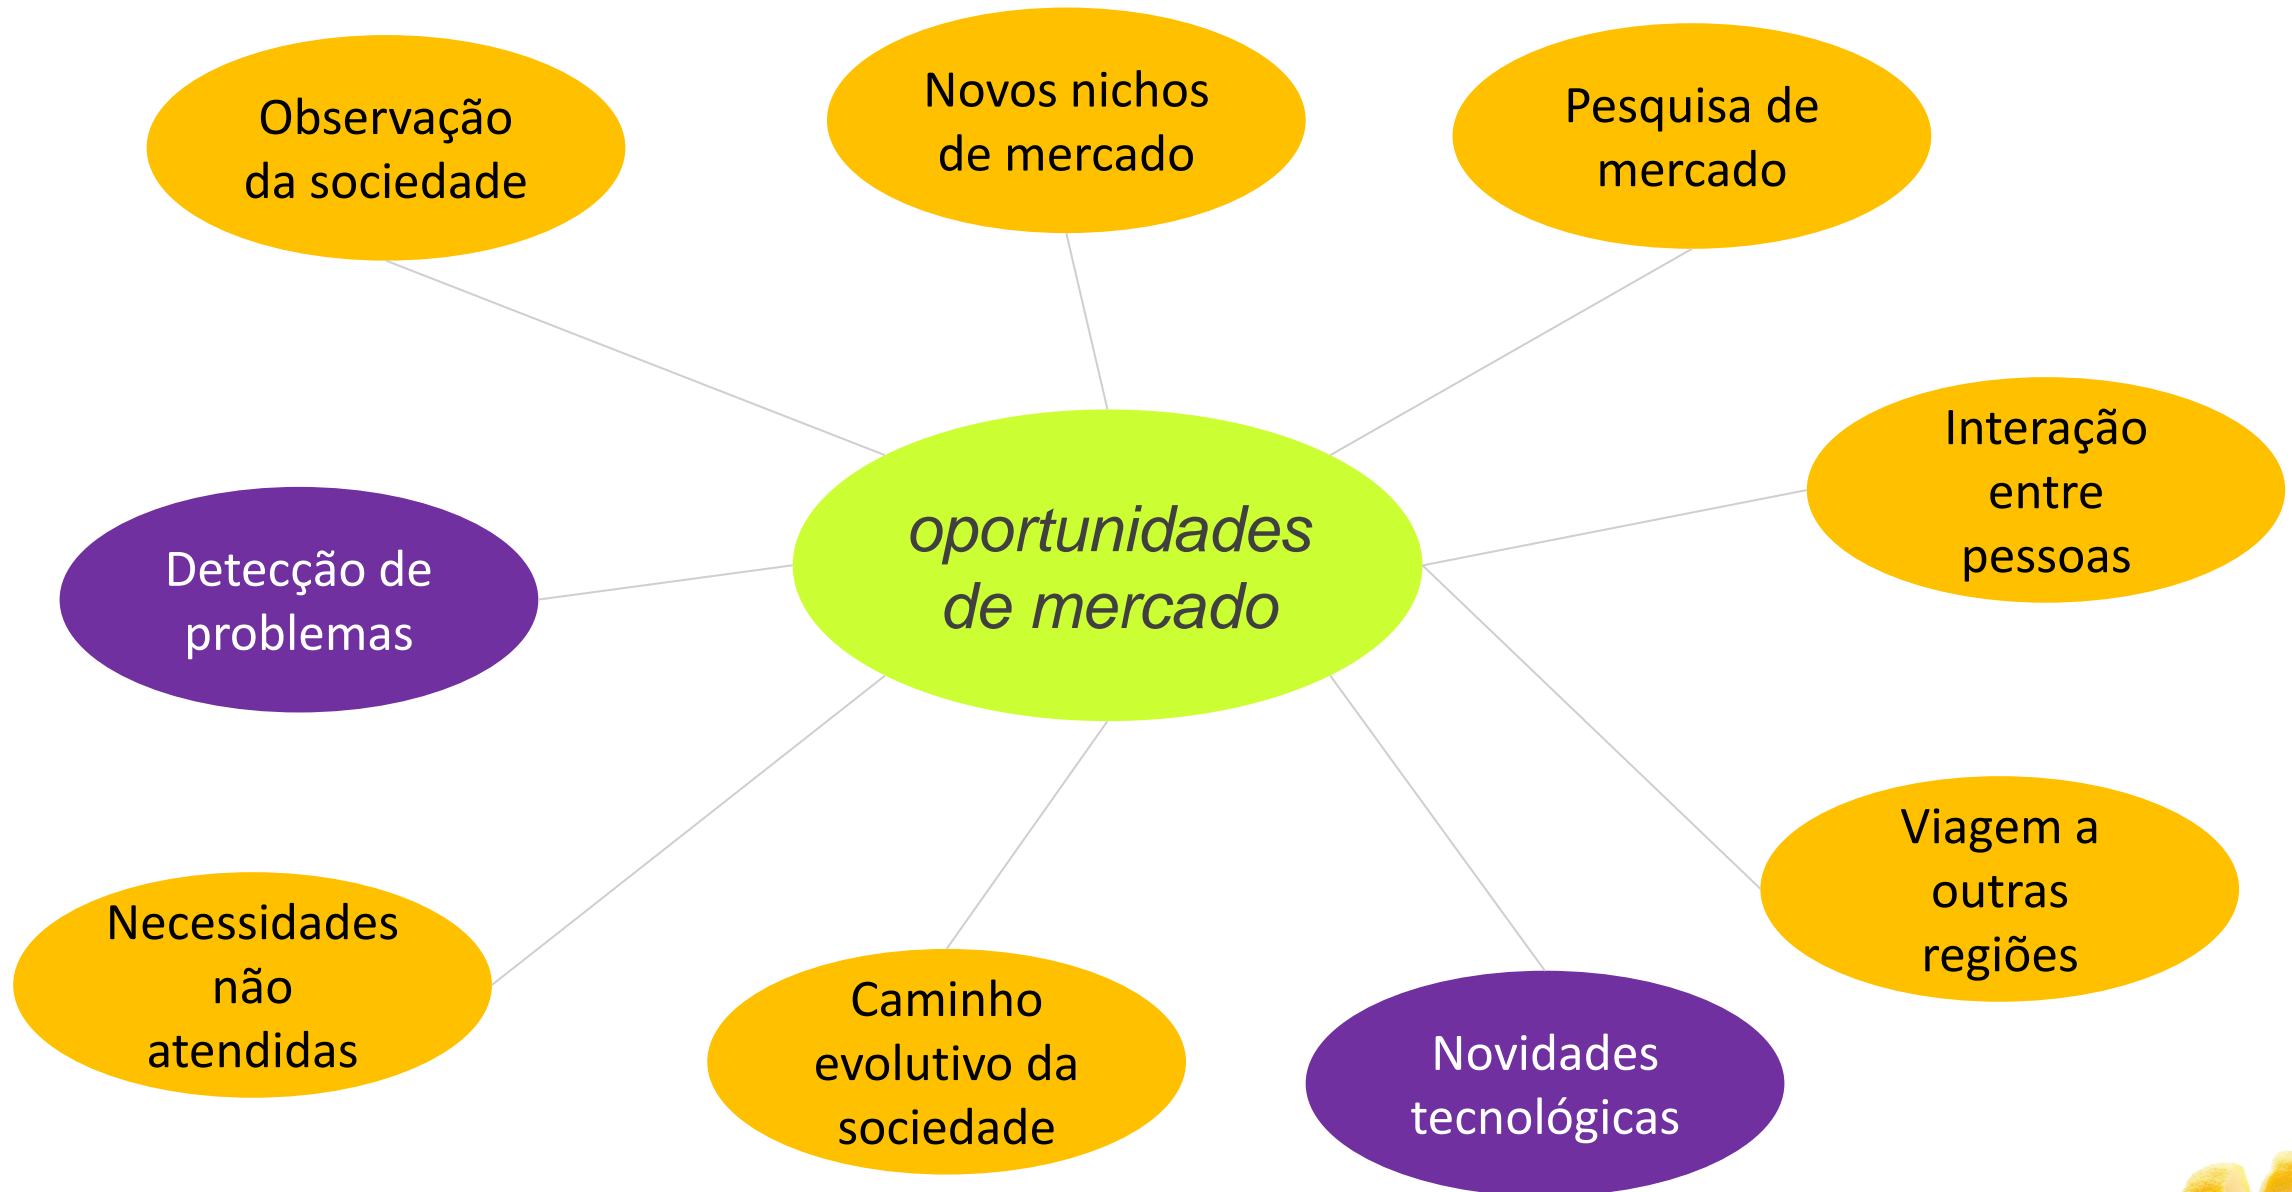 Observação
da sociedade
Novos nichos
de mercado
Pesquisa de
mercado
Interação
entre
pessoas
oportunidades
de mercado
Detecção de
problemas
Viagem a
outras
regiões
Necessidades
não
atendidas
Caminho
evolutivo da
sociedade
Novidades
tecnológicas